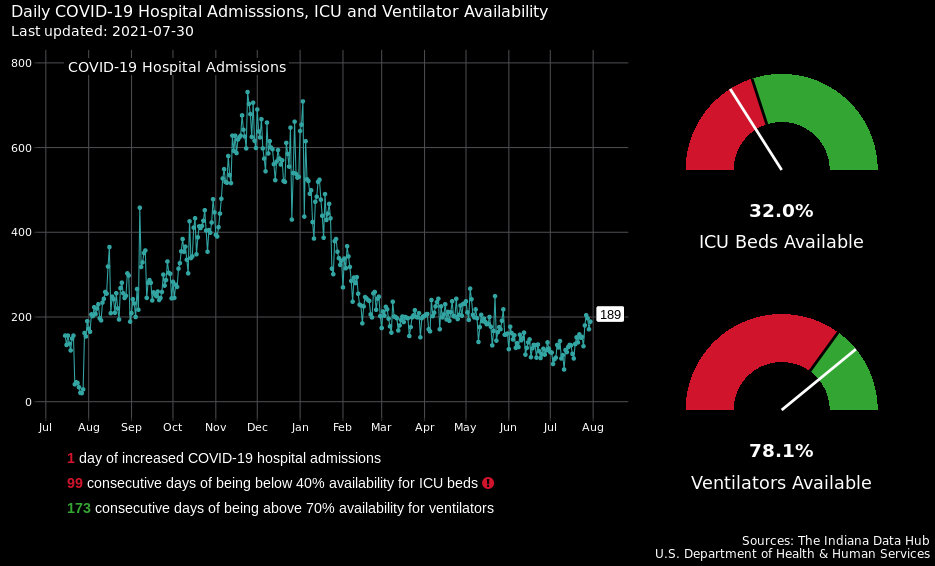 Daily COVID-19 Hospital Admisssions, ICU and Ventilator Availability
Last updated: 2021-07-30
COVID-19 Hospital Admissions
800
600
400
200
0
189
Jul Aug Sep Oct Nov Dec Jan Feb Mar Apr May Jun Jul Aug
1 day of increased COVID-19 hospital admissions
99 consecutive days of being below 40% availability for ICU beds !
173 consecutive days of being above 70% availability for ventilators
32.0%
ICU Beds Available
78.1%
Ventilators Available
Sources: The Indiana Data Hub
U.S. Department of Health & Human Services